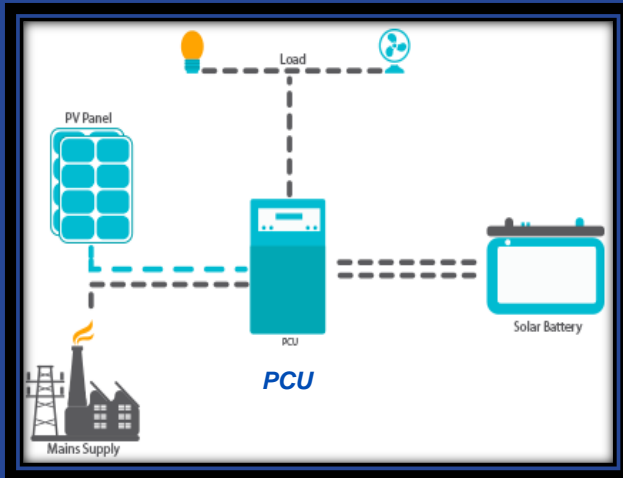 Load
PV Panel
Solar Battery
PCU
PCU
Mains Supply